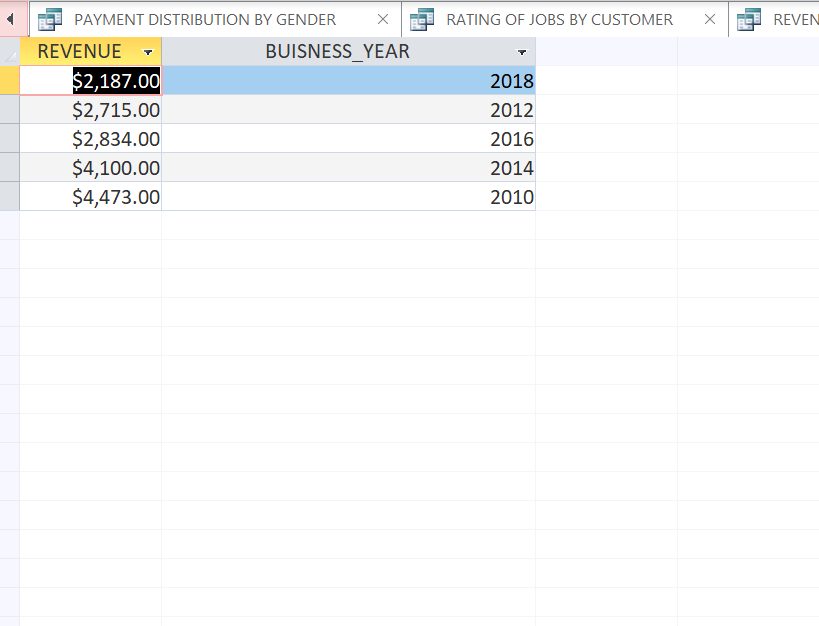 PAYMENT DISTRIBUTION BY GENDER RATING OF JOBS BY CUSTOMER REVEN
REVENUE BUISNESS_YEAR
$2,187.00 2018
$2,715.00 2012
$2,834.00 2016
$4,100.00 2014
$4,473.00 2010